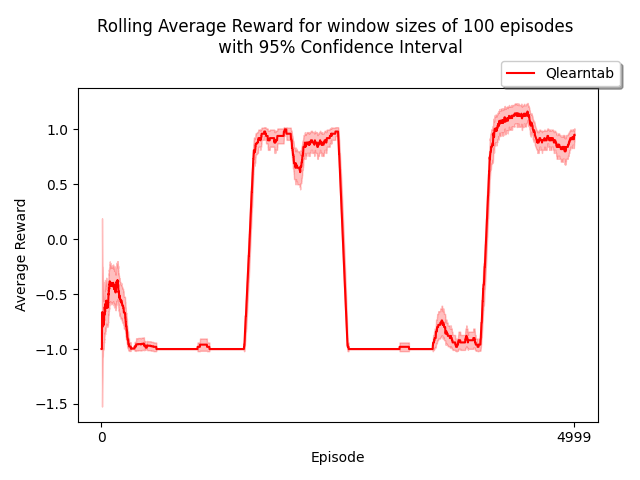 Rolling Average Reward for window sizes of 100 episodes
with 95% Confidence Interval
Qlearntab
1.0
0.5
0.0
−0.5
−1.0
−1.5
Average Reward
0
4999
Episode